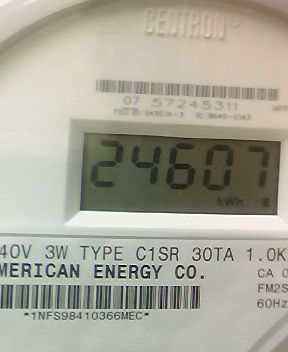 CENTRON®
07 57245311
24607
kWh
40V 3W TYPE C1SR 30TA 1.0K
MERICAN ENERGY CO.
CA 0
FM2S
60Hz
*1NFS98410366MEC*